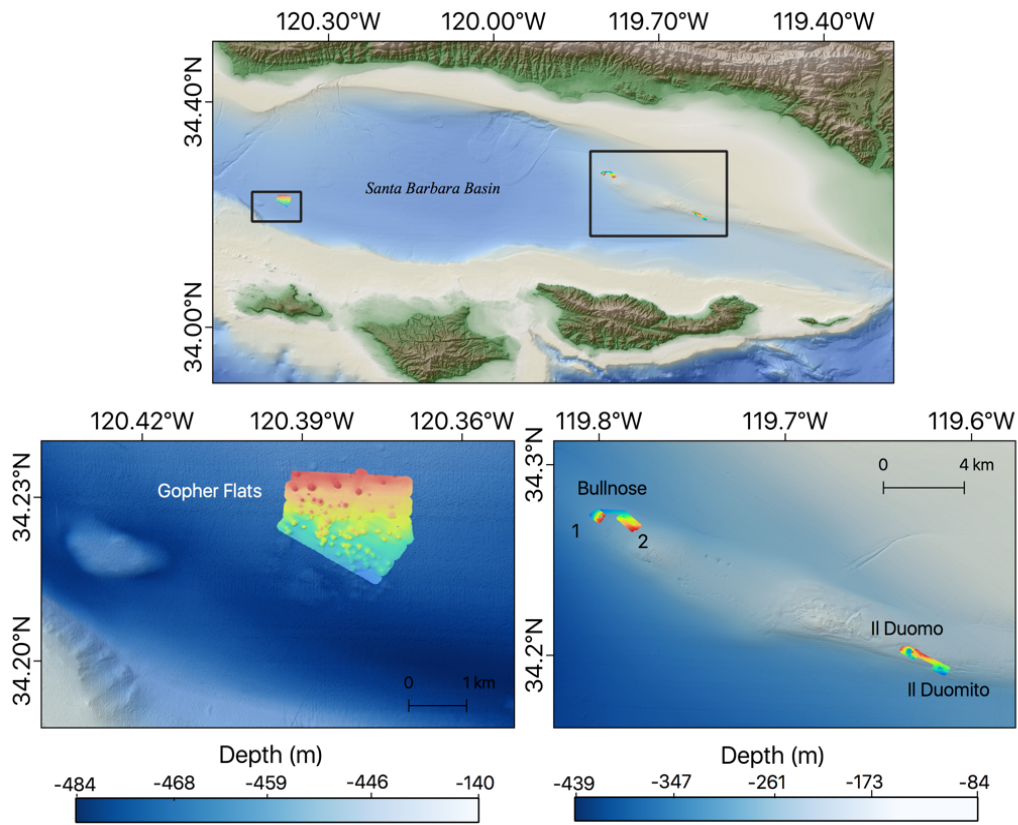 120.30°W 120.00°W 119.70°W 119.40°W
34.40°N
Santa Barbara Basin
34.00°N
120.42°W 120.39°W 120.36°W
34.23°N
Gopher Flats
34.20°N
0 1 km
Depth (m)
-484 -468 -459 -446 -140
119.8°W 119.7°W 119.6°W
34.3°N
0 4 km
Bullnose
1
2
Il Duomo
34.2°N
Il Duomito
Depth (m)
-439 -347 -261 -173 -84